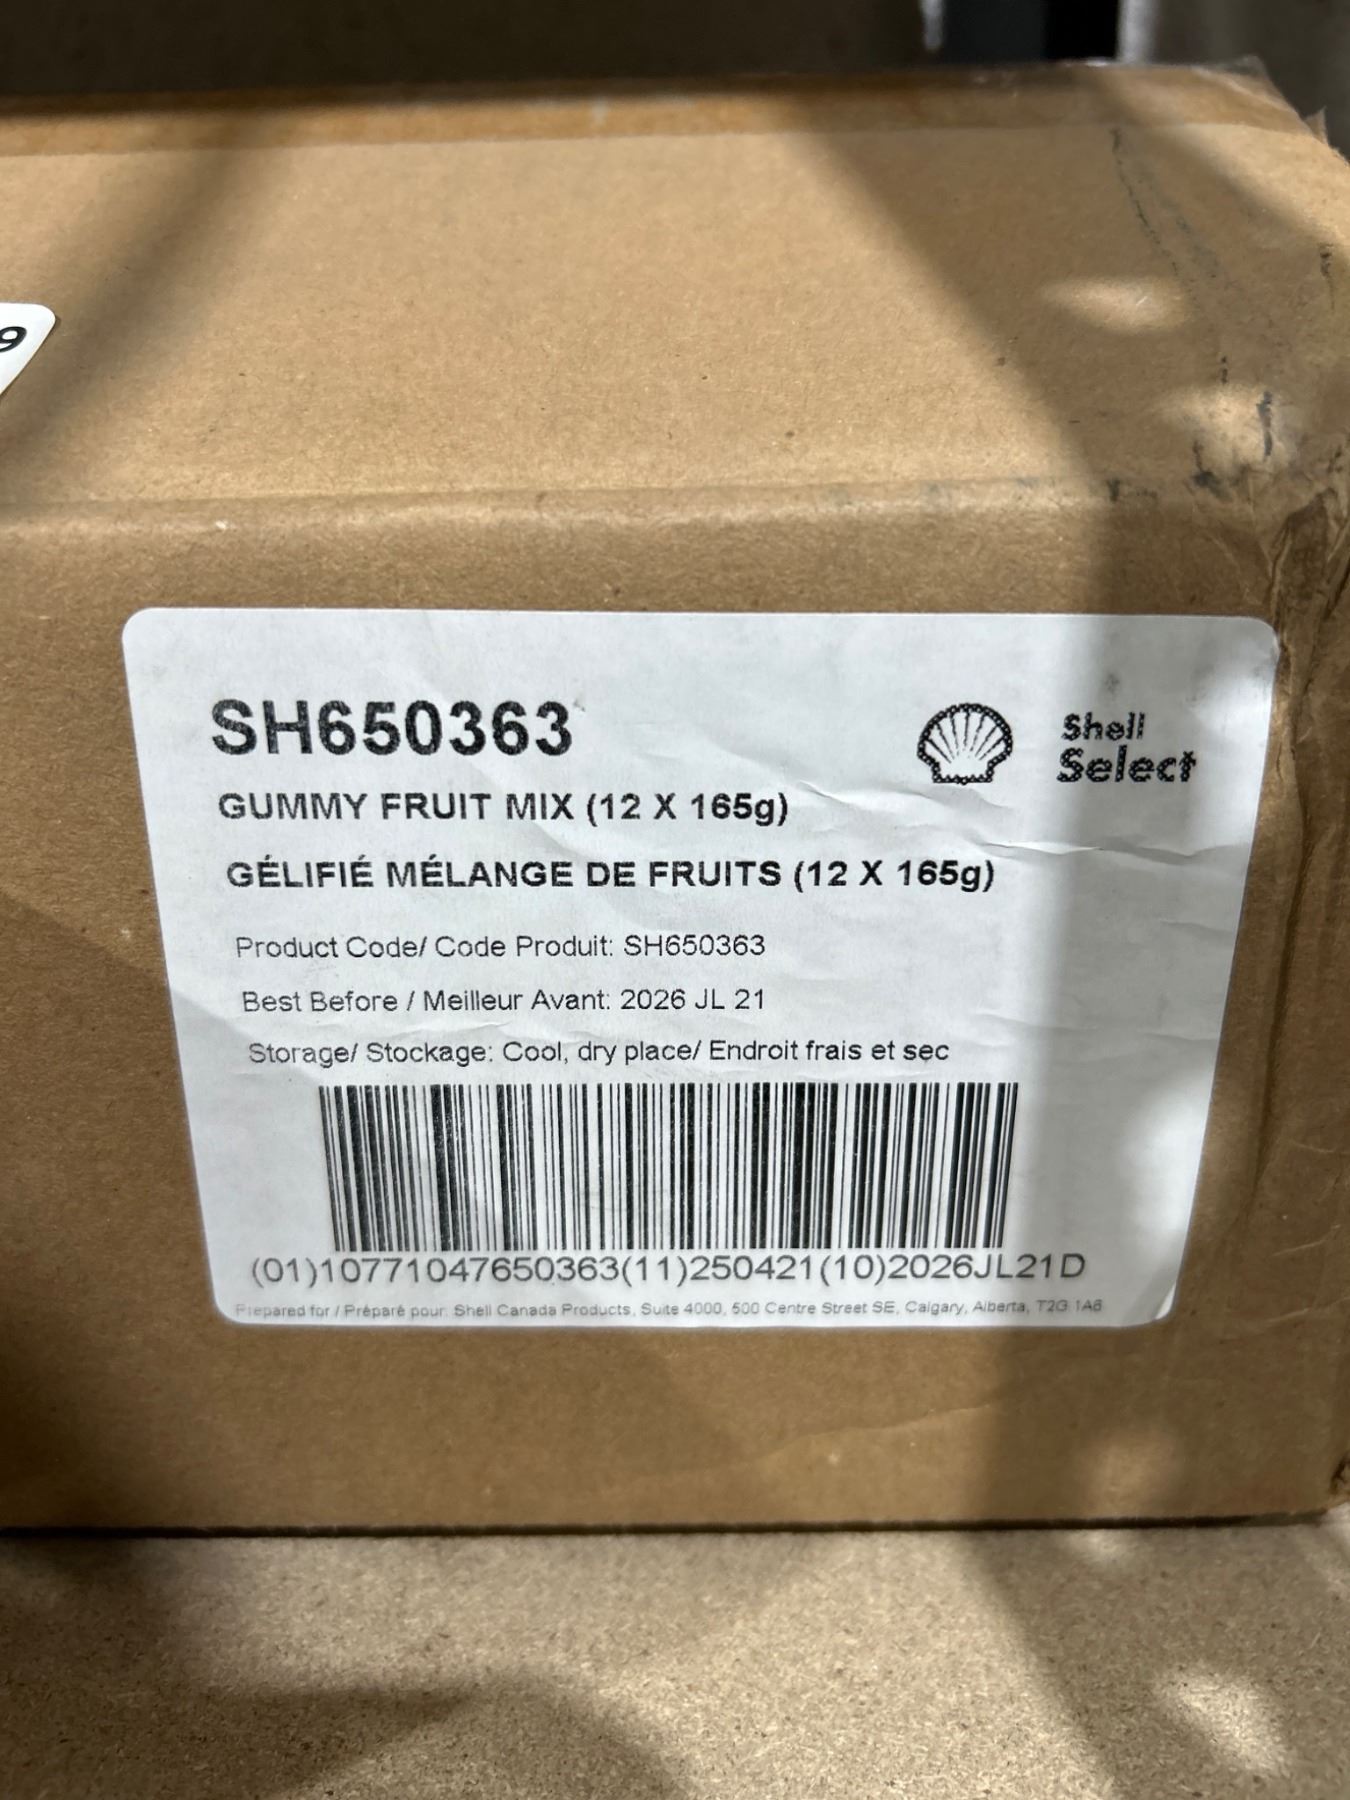 9
SH650363
Shell
Select
GUMMY FRUIT MIX (12 X 165g)
GÉLIFIÉ MÉLANGE DE FRUITS (12 X 165g)
Product Code/ Code Produit: SH650363
Best Before / Meilleur Avant: 2026 JL 21
Storage/ Stockage: Cool, dry place/ Endroit frais et sec
(01)10771047650363(11)250421(10)2026JL21D
Prepared for / Préparé pour: Shell Canada Products, Suite 4000, 500 Centre Street SE, Calgary, Alberta, T2G 1A6